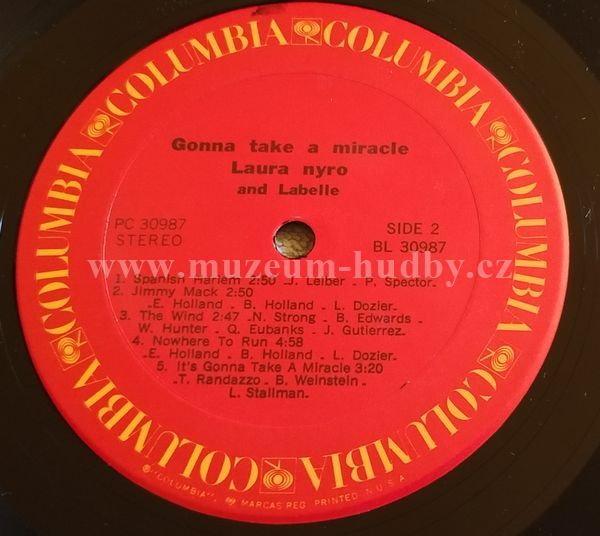 COLUMBIA COLUMBIA COLUMBIA COLUMBIA COLUMBIA COLUMBIA COLUMBIA COLUMBIA
Gonna take a miracle
Laura nyro
and Labelle
PC 30987
STEREO
SIDE 2
BL 30987
www.muzeum-hudby.cz
1. Spanish Harlem 2:50 - J. Leiber - P. Spector.
2. Jimmy Mack 2:50
-E. Holland - B. Holland - L. Dozier.
3. The Wind 2:47 -N. Strong - B. Edwards -
W. Hunter - Q. Eubanks - J. Gutierrez.
4. Nowhere To Run 4:58
-E. Holland - B. Holland - L. Dozier.
5. It's Gonna Take A Miracle 3:20
-T. Randazzo - B. Weinstein -
L. Stallman.
℗"COLUMBIA", MARCAS REG. PRINTED IN U.S.A.